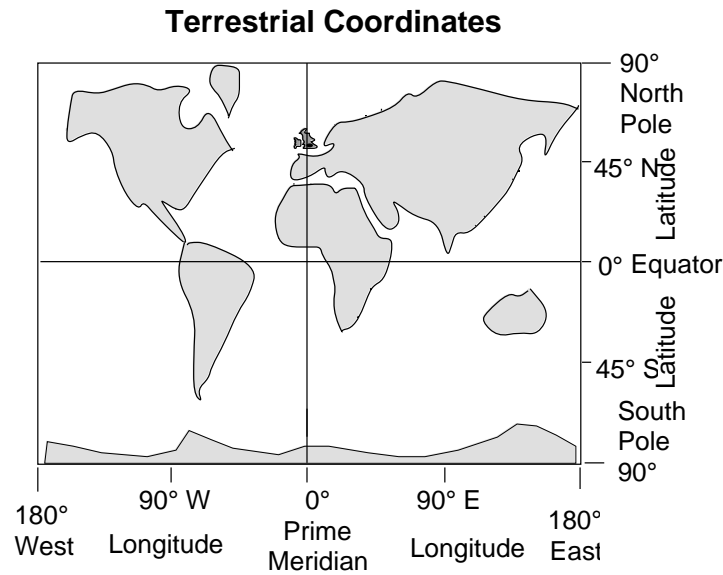 Terrestrial Coordinates
90°
North
Pole
45° N
Latitude
0° Equator
Latitude
45° S
South
Pole
90°
180°
West
90° W
Longitude
0°
Prime
Meridian
90° E
Longitude
180°
East